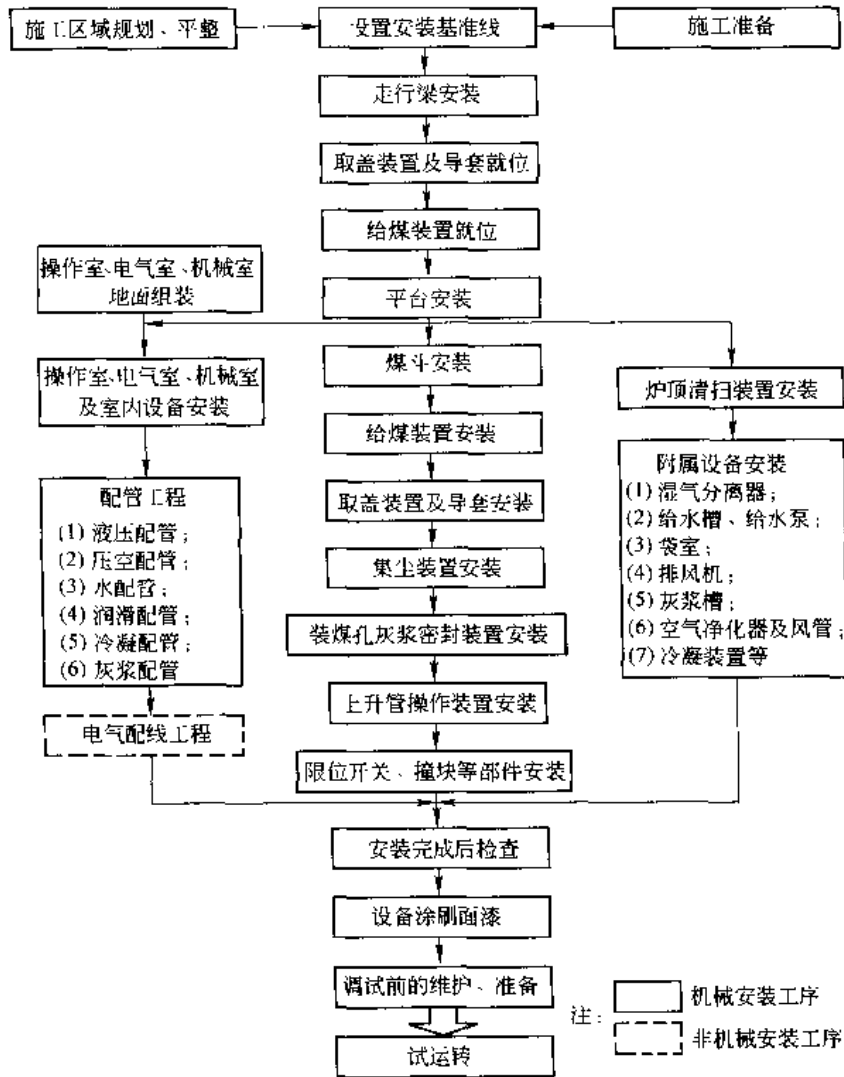 施工区域规划、平整
设置安装基准线
施工准备
走行梁安装
取盖装置及导套就位
给煤装置就位
操作室、电气室、机械室
地面组装
平台安装
煤斗安装
操作室、电气室、机械室
及室内设备安装
炉顶清扫装置安装
给煤装置安装
配管工程
(1) 液压配管；
(2) 压空配管；
(3) 水配管；
(4) 润滑配管；
(5) 冷凝配管；
(6) 灰浆配管
取盖装置及导套安装
集尘装置安装
装煤孔灰浆密封装置安装
上升管操作装置安装
附属设备安装
(1) 湿气分离器；
(2) 给水槽、给水泵；
(3) 袋室；
(4) 排风机；
(5) 灰浆槽；
(6) 空气净化器及风管；
(7) 冷凝装置等
电气配线工程
限位开关、撞块等部件安装
安装完成后检查
设备涂刷面漆
调试前的维护、准备
试运转
注：
机械安装工序
非机械安装工序